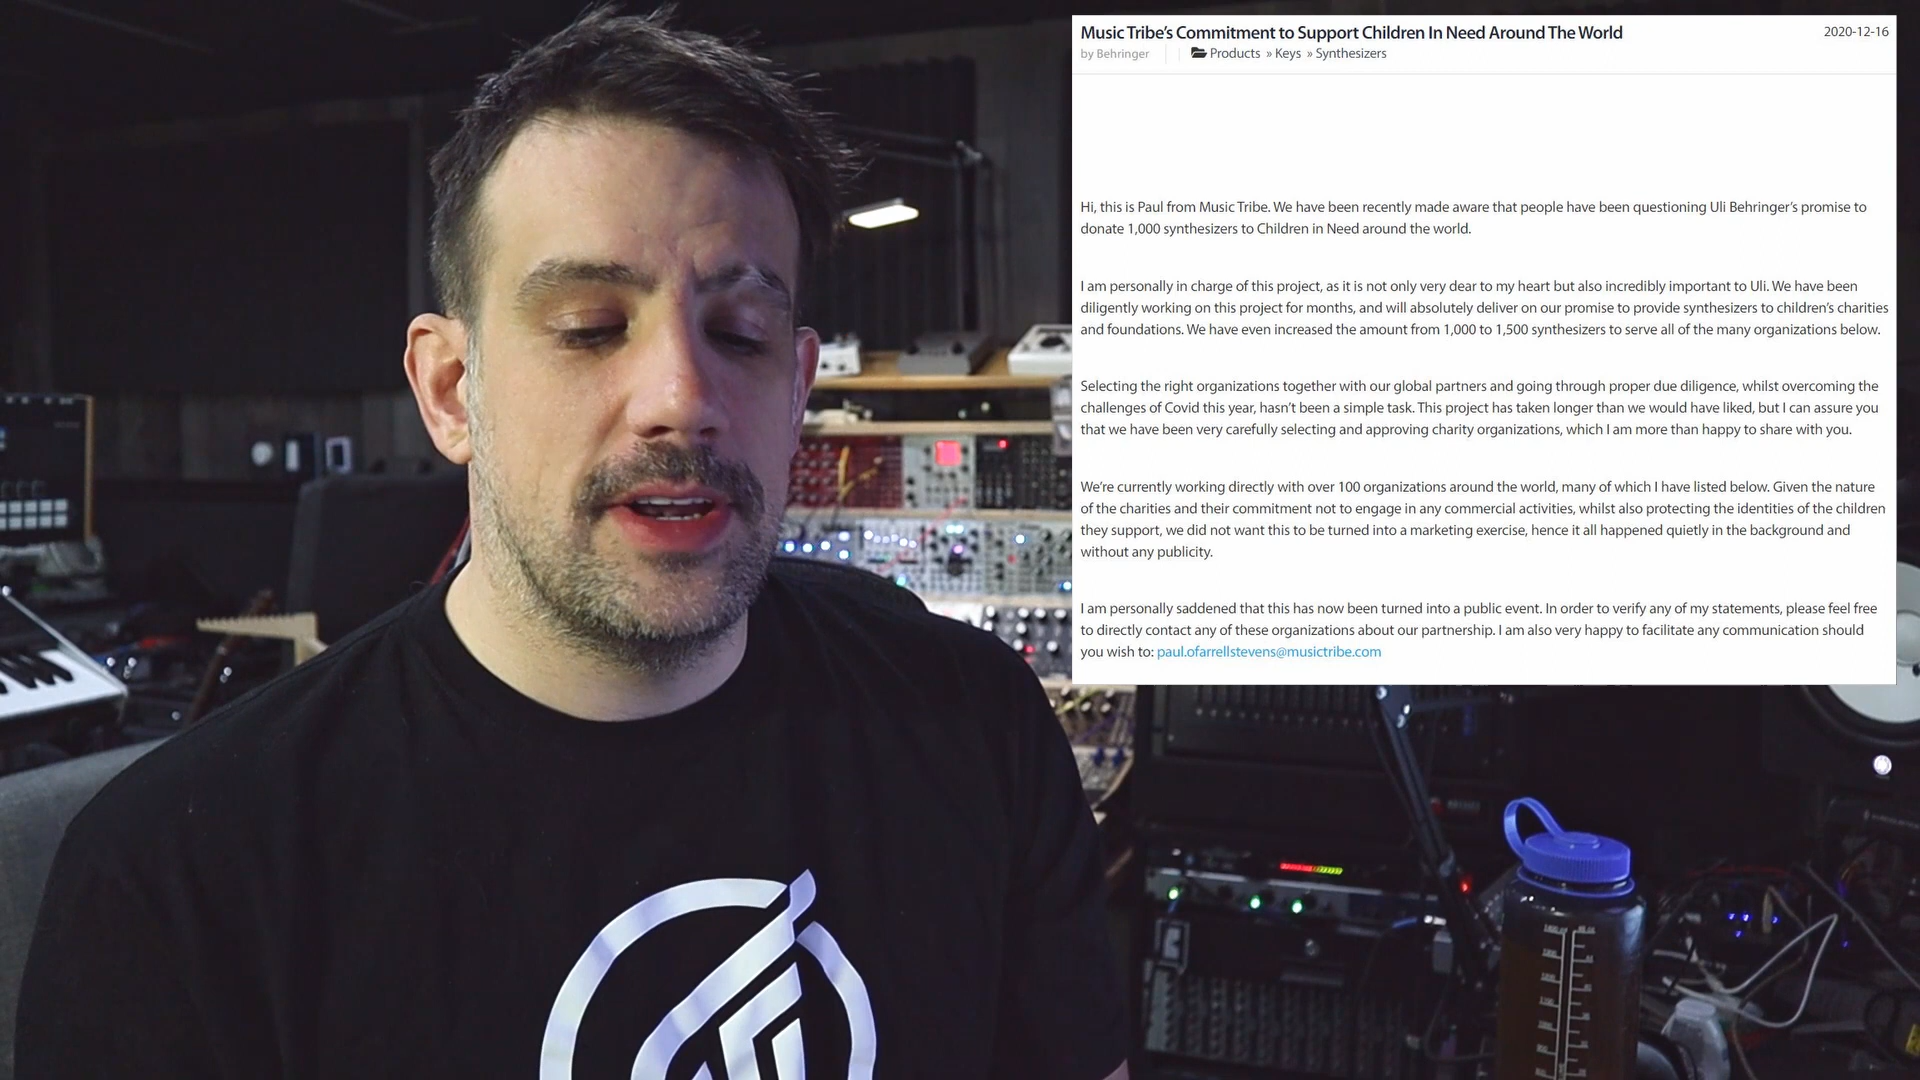 Music Tribe's Commitment to Support Children In Need Around The World
2020-12-16
by Behringer
Products » Keys » Synthesizers
Hi, this is Paul from Music Tribe. We have been recently made aware that people have been questioning Uli Behringer's promise to
donate 1,000 synthesizers to Children in Need around the world.
I am personally in charge of this project, as it is not only very dear to my heart but also incredibly important to Uli. We have been
diligently working on this project for months, and will absolutely deliver on our promise to provide synthesizers to children's charities
and foundations. We have even increased the amount from 1,000 to 1,500 synthesizers to serve all of the many organizations below.
Selecting the right organizations together with our global partners and going through proper due diligence, whilst overcoming the
challenges of Covid this year, hasn't been a simple task. This project has taken longer than we would have liked, but I can assure you
that we have been very carefully selecting and approving charity organizations, which I am more than happy to share with you.
We're currently working directly with over 100 organizations around the world, many of which I have listed below. Given the nature
of the charities and their commitment not to engage in any commercial activities, whilst also protecting the identities of the children
they support, we did not want this to be turned into a marketing exercise, hence it all happened quietly in the background and
without any publicity.
I am personally saddened that this has now been turned into a public event. In order to verify any of my statements, please feel free
to directly contact any of these organizations about our partnership. I am also very happy to facilitate any communication should
you wish to: paul.ofarrellstevens@musictribe.com